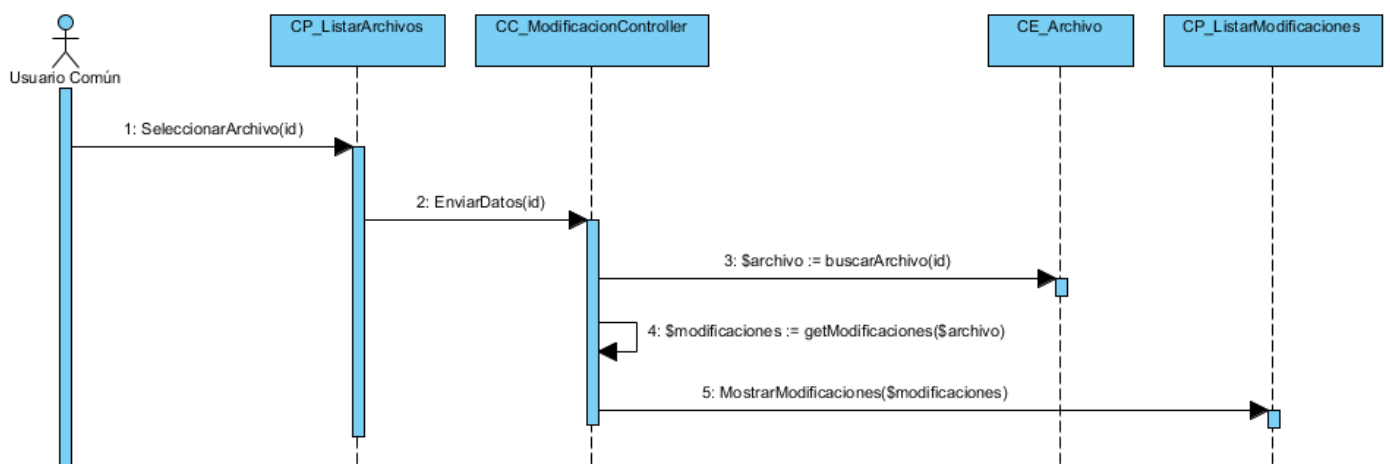 CP_ListarArchivos
CC_ModificacionController
CE_Archivo
CP_ListarModificaciones
Usuario Común
1: SeleccionarArchivo(id)
2: EnviarDatos(id)
3: $archivo := buscarArchivo(id)
4: $modificaciones := getModificaciones($archivo)
5: MostrarModificaciones($modificaciones)